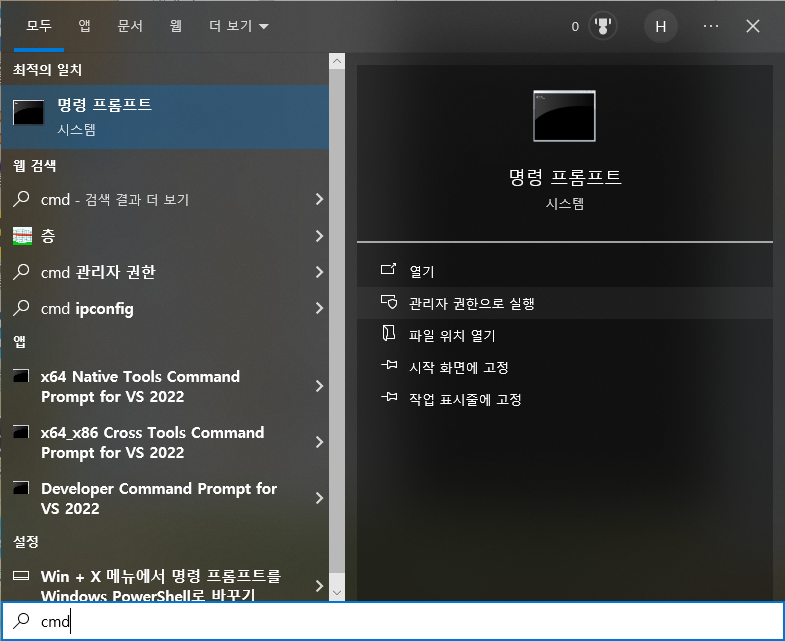 모두 앱 문서 웹 더 보기 0 H
최적의 일치
명령 프롬프트
시스템
웹 검색
cmd - 검색 결과 더 보기
층
cmd 관리자 권한
cmd ipconfig
앱
x64 Native Tools Command
Prompt for VS 2022
x64_x86 Cross Tools Command
Prompt for VS 2022
Developer Command Prompt for
VS 2022
설정
Win + X 메뉴에서 명령 프롬프트를
Windows PowerShell로 바꾸기
명령 프롬프트
시스템
열기
관리자 권한으로 실행
파일 위치 열기
시작 화면에 고정
작업 표시줄에 고정
cmd